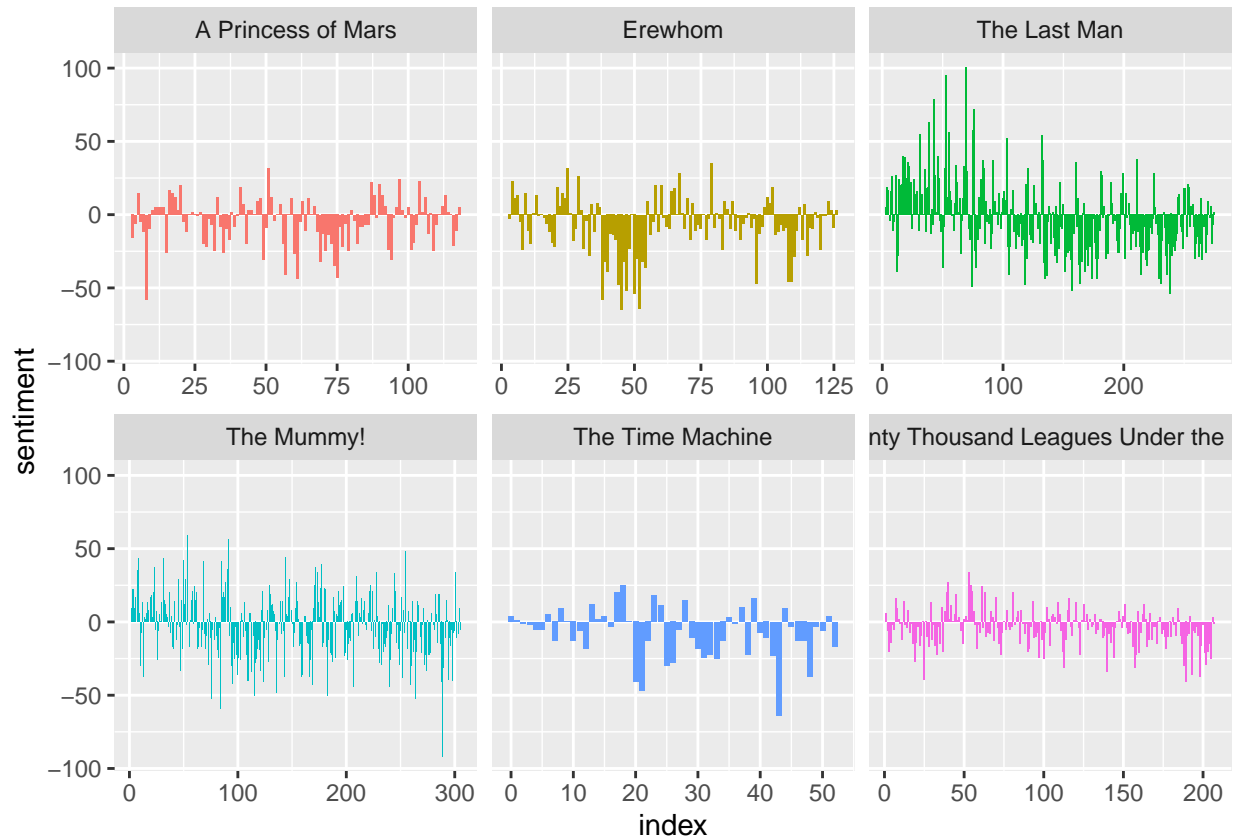 A Princess of Mars
Erewhom
The Last Man
100
50
0
−50
−100
0 25 50 75 100
0 25 50 75 100 125
0 100 200
sentiment
The Mummy!
The Time Machine
nty Thousand Leagues Under the
100
50
0
−50
−100
0 100 200 300
0 10 20 30 40 50
0 50 100 150 200
index